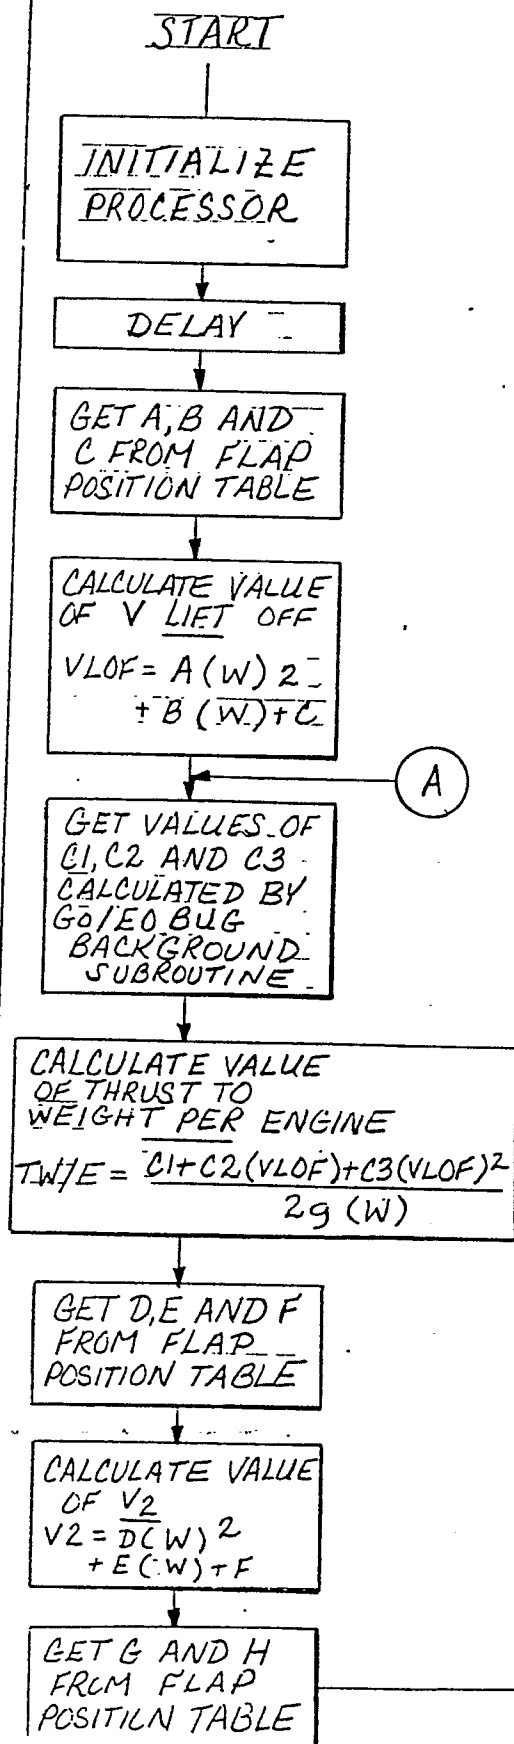 START
INITIALIZE
PROCESSOR
DELAY
GET A, B AND
C FROM FLAP
POSITION TABLE
CALCULATE VALUE
OF V LIFT OFF
VLOF = A (W) 2
+ B (W) + C
A
GET VALUES OF
C1, C2 AND C3
CALCULATED BY
GO/EO BUG
BACKGROUND
SUBROUTINE
CALCULATE VALUE
OF THRUST TO
WEIGHT PER ENGINE
TW/E = C1+C2(VLOF)+C3(VLOF)2
2g (W)
GET D, E AND F
FROM FLAP
POSITION TABLE
CALCULATE VALUE
OF V2
V2 = D(W) 2
+ E(W) + F
GET G AND H
FROM FLAP
POSITION TABLE